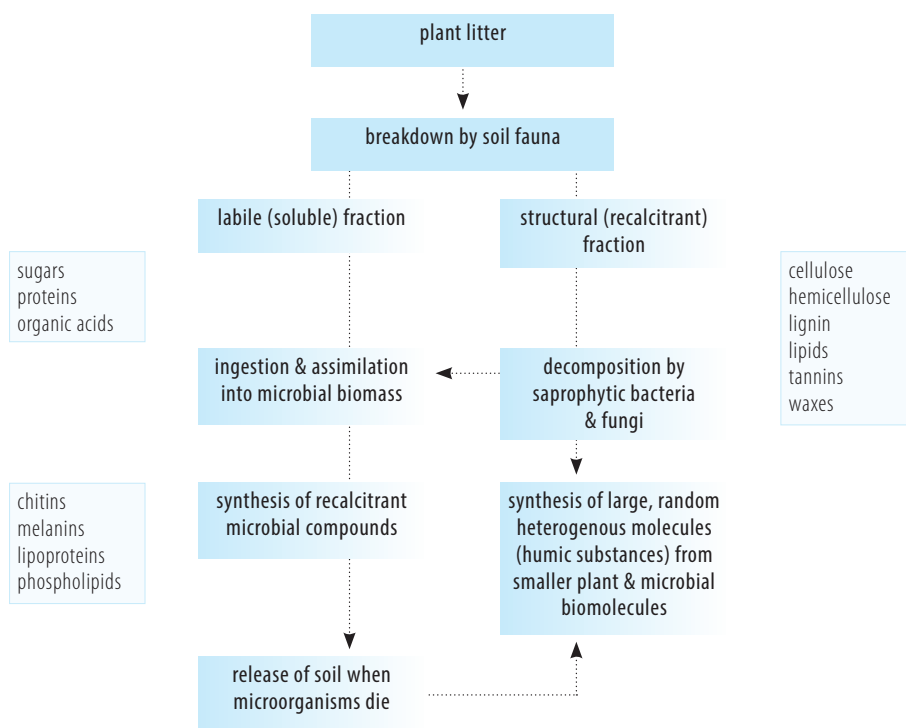 plant litter
breakdown by soil fauna
labile (soluble) fraction
structural (recalcitrant)
fraction
sugars
proteins
organic acids
cellulose
hemicellulose
lignin
lipids
tannins
waxes
ingestion & assimilation
into microbial biomass
decomposition by
saprophytic bacteria
& fungi
chitins
melanins
lipoproteins
phospholipids
synthesis of recalcitrant
microbial compounds
synthesis of large, random
heterogenous molecules
(humic substances) from
smaller plant & microbial
biomolecules
release of soil when
microorganisms die